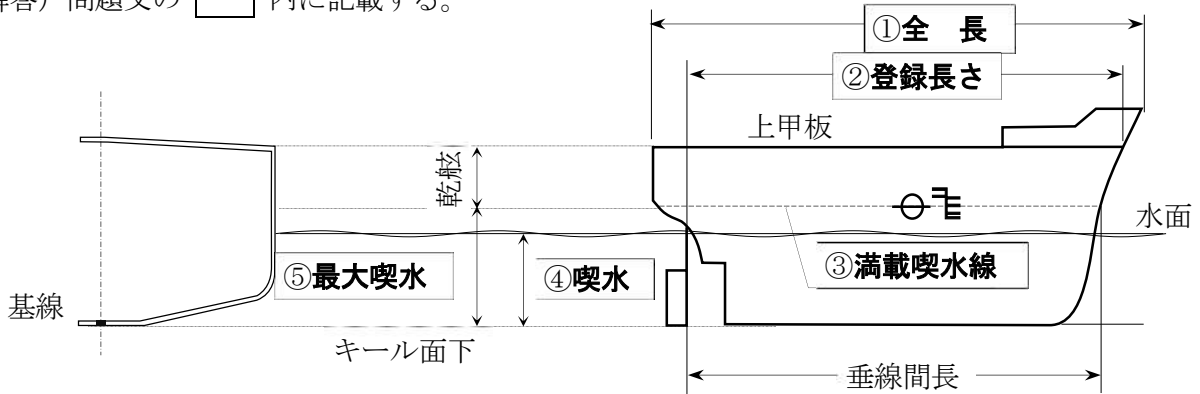 解答）問題文の 内に記載する。
①全 長
②登録長さ
上甲板
乾舷
水面
③満載喫水線
⑤最大喫水
④喫水
基線
キール面下
垂線間長